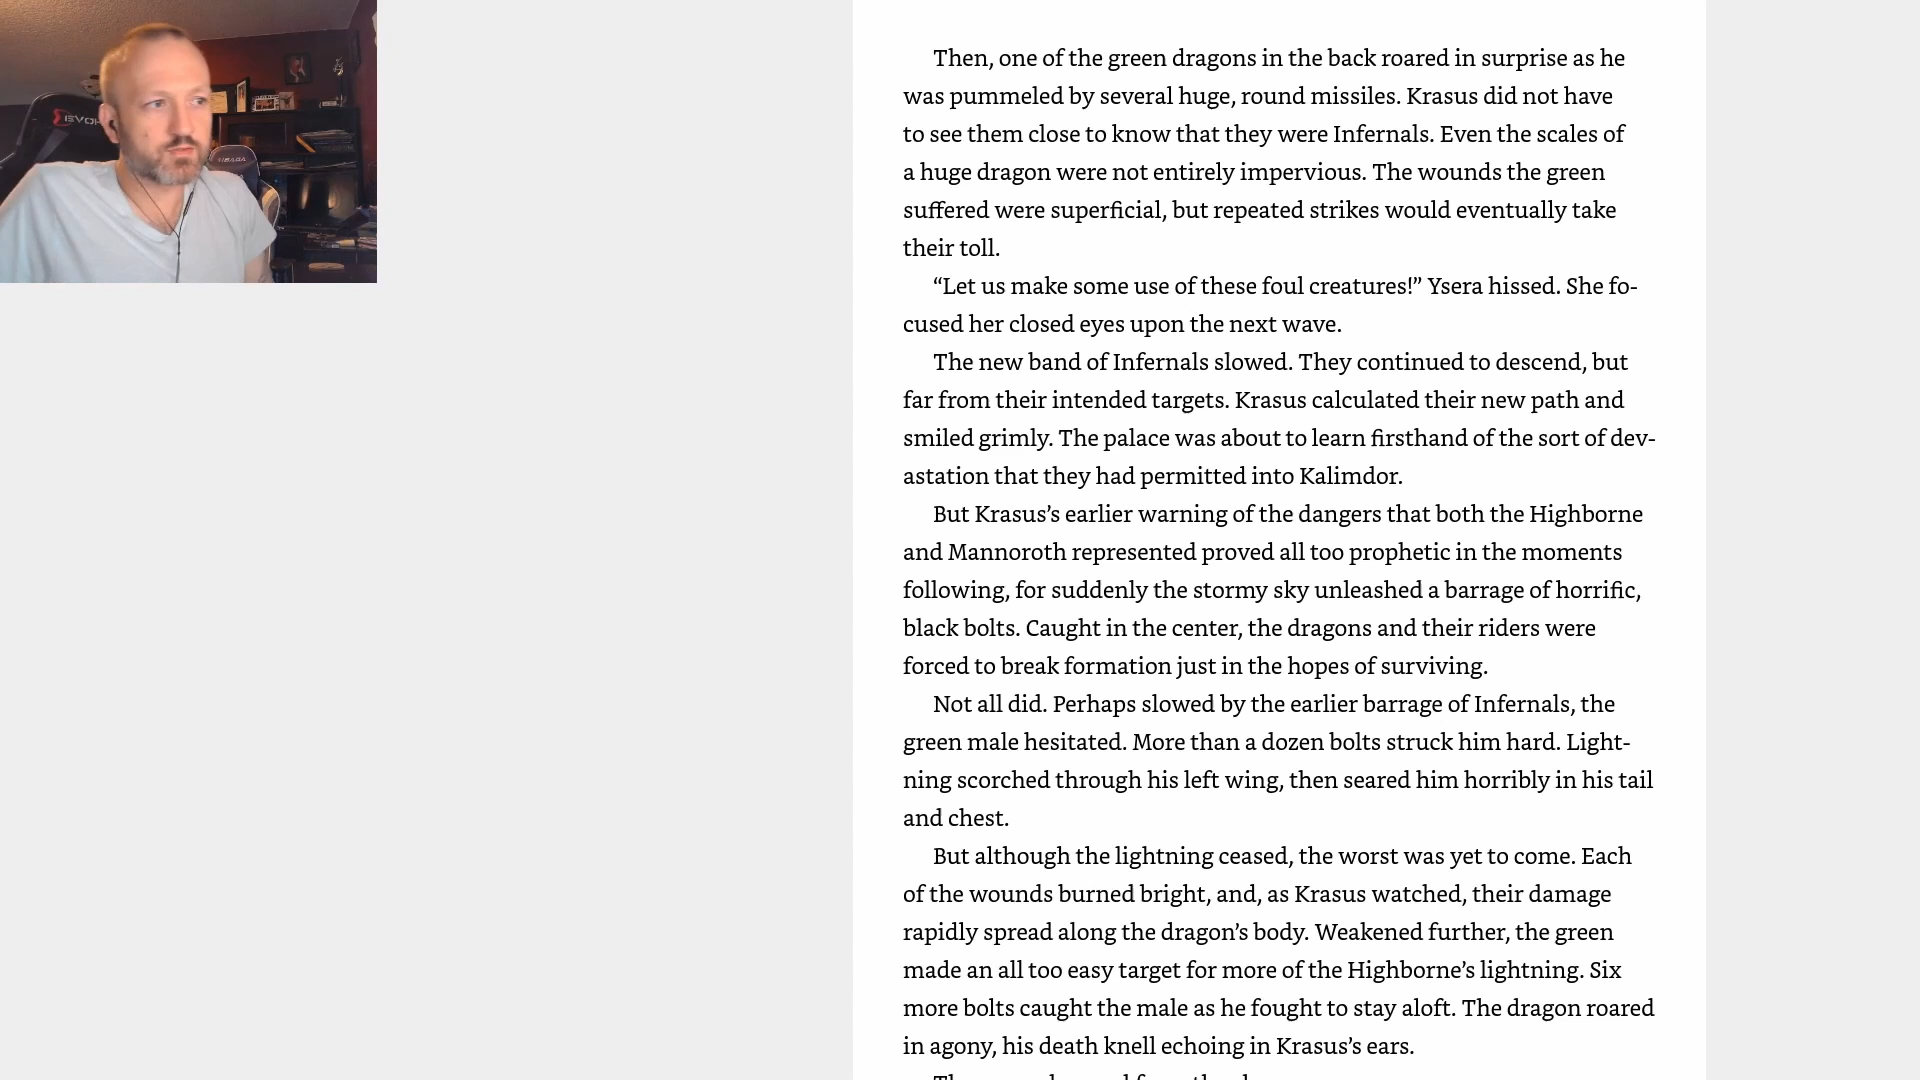 Then, one of the green dragons in the back roared in surprise as he
was pummeled by several huge, round missiles. Krasus did not have
to see them close to know that they were Infernals. Even the scales of
a huge dragon were not entirely impervious. The wounds the green
suffered were superficial, but repeated strikes would eventually take
their toll.
“Let us make some use of these foul creatures!” Ysera hissed. She fo-
cused her closed eyes upon the next wave.
The new band of Infernals slowed. They continued to descend, but
far from their intended targets. Krasus calculated their new path and
smiled grimly. The palace was about to learn firsthand of the sort of dev-
astation that they had permitted into Kalimdor.
But Krasus’s earlier warning of the dangers that both the Highborne
and Mannoroth represented proved all too prophetic in the moments
following, for suddenly the stormy sky unleashed a barrage of horrific,
black bolts. Caught in the center, the dragons and their riders were
forced to break formation just in the hopes of surviving.
Not all did. Perhaps slowed by the earlier barrage of Infernals, the
green male hesitated. More than a dozen bolts struck him hard. Light-
ning scorched through his left wing, then seared him horribly in his tail
and chest.
But although the lightning ceased, the worst was yet to come. Each
of the wounds burned bright, and, as Krasus watched, their damage
rapidly spread along the dragon’s body. Weakened further, the green
made an all too easy target for more of the Highborne’s lightning. Six
more bolts caught the male as he fought to stay aloft. The dragon roared
in agony, his death knell echoing in Krasus’s ears.